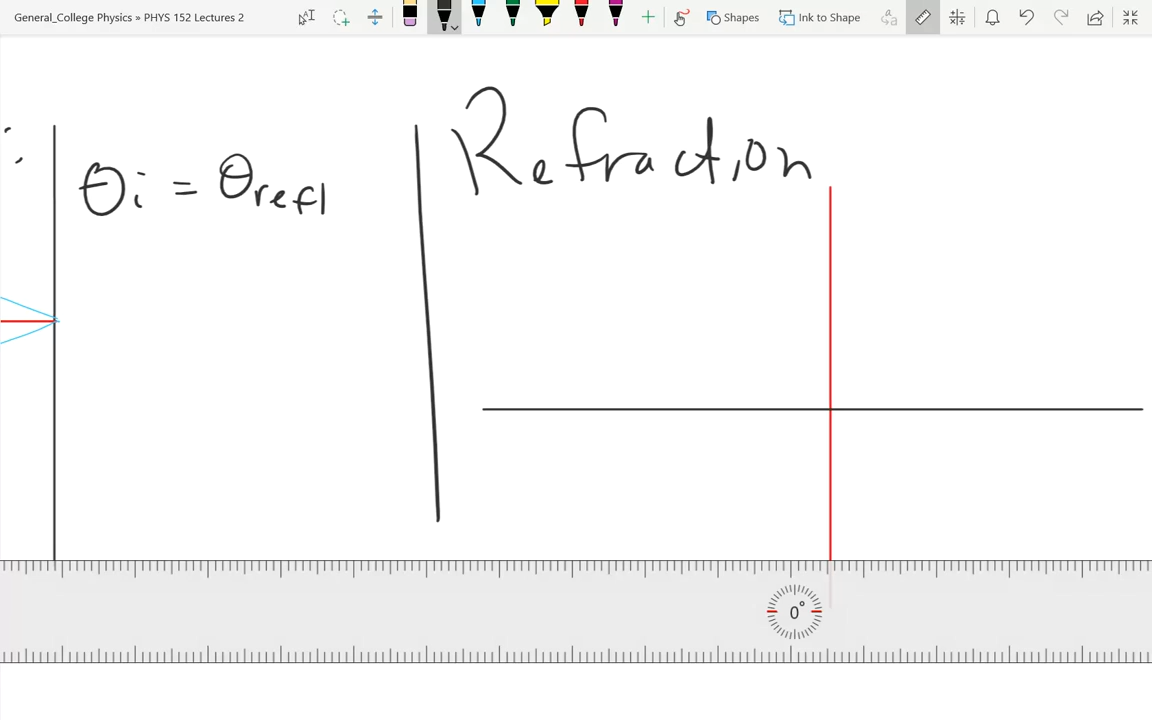 General_College Physics » PHYS 152 Lectures 2
Shapes
Ink to Shape
Refraction
θi = θrefl
0°